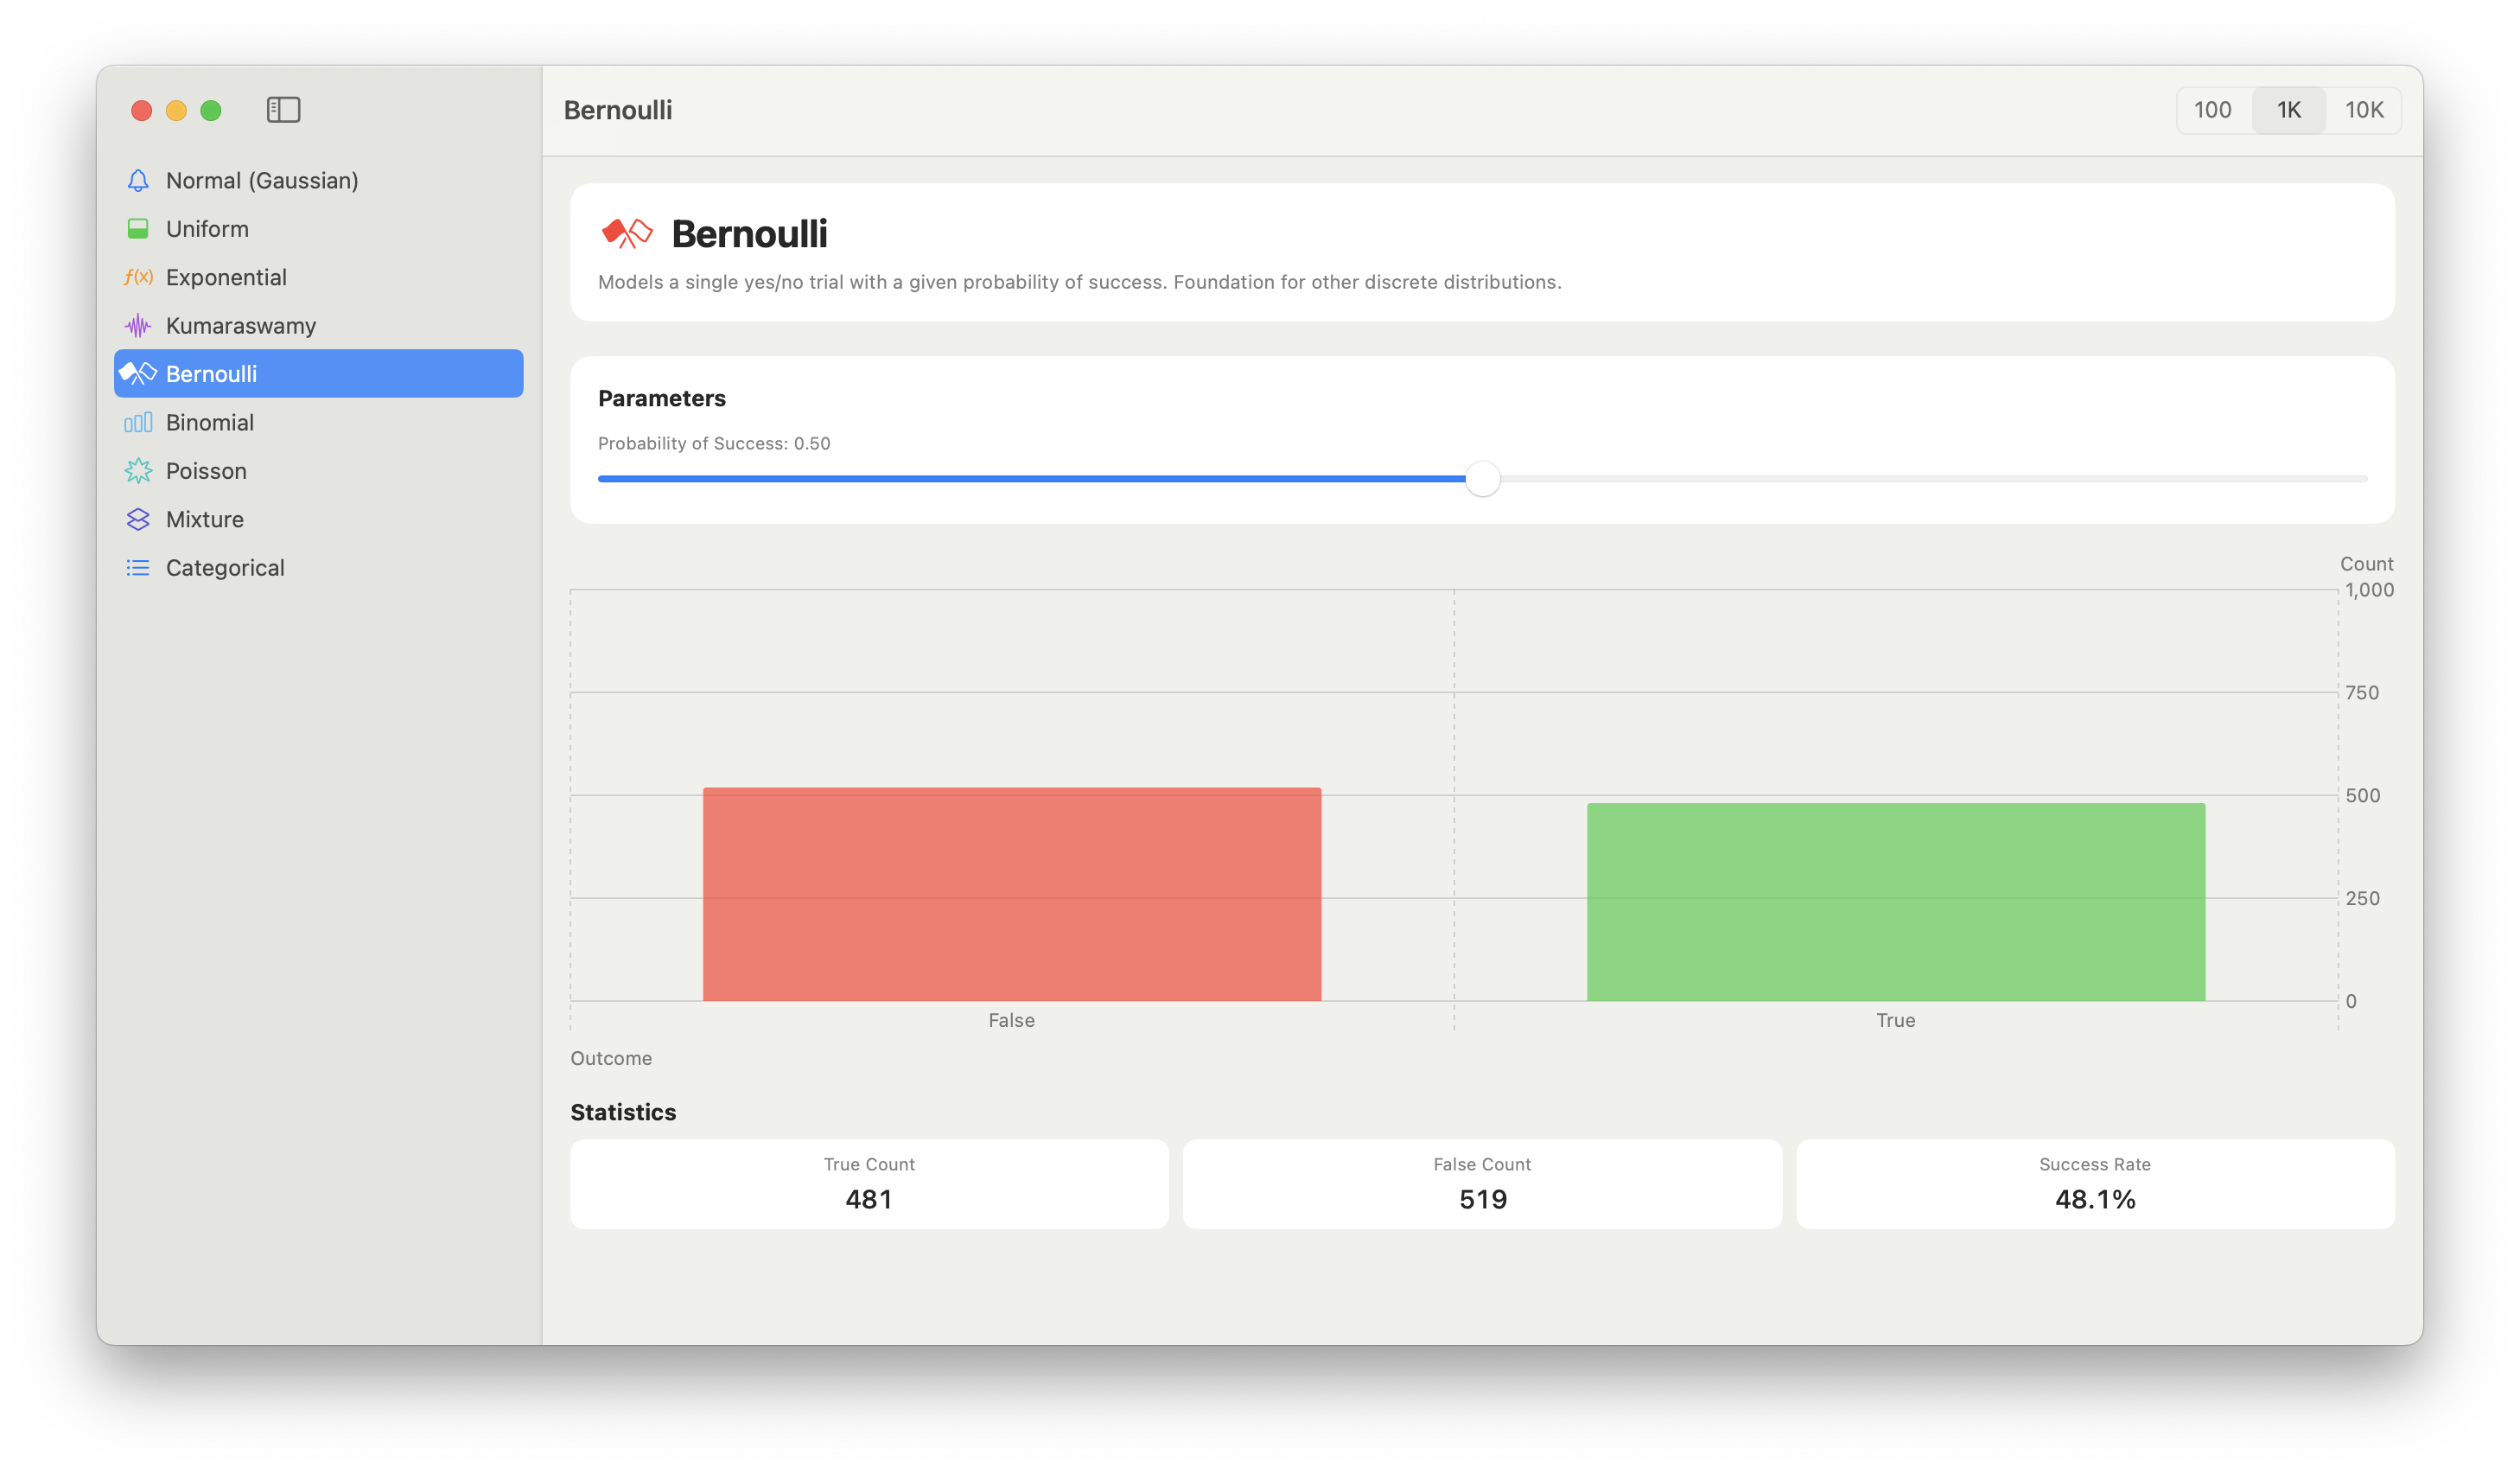 Bernoulli
100 1K 10K
Normal (Gaussian)
Uniform
f(x) Exponential
Kumaraswamy
Bernoulli
Binomial
Poisson
Mixture
Categorical
Bernoulli
Models a single yes/no trial with a given probability of success. Foundation for other discrete distributions.
Parameters
Probability of Success: 0.50
Count
1,000
750
500
250
0
False True
Outcome
Statistics
True Count
481
False Count
519
Success Rate
48.1%